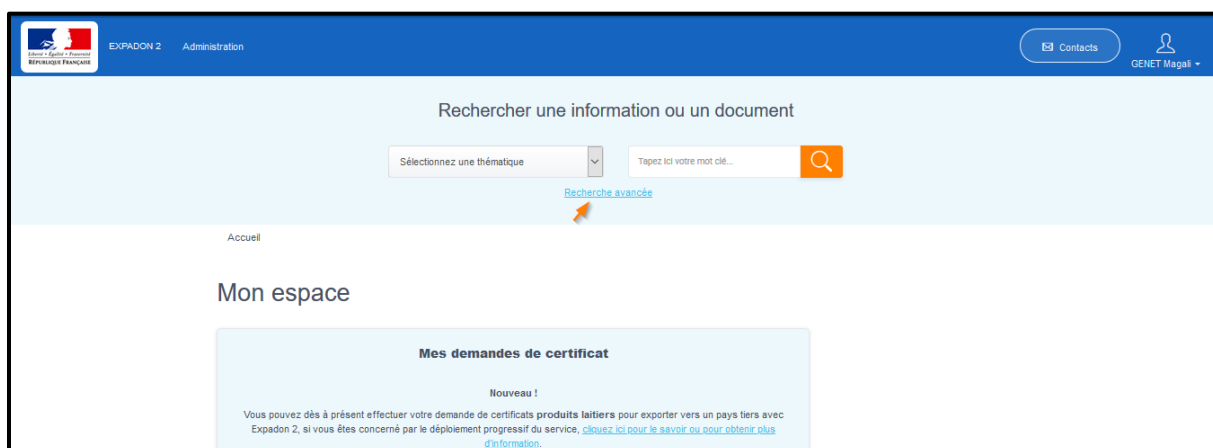 Liberté • Égalité • Fraternité
RÉPUBLIQUE FRANÇAISE
EXPADON 2 Administration
Contacts
GENET Magali
Rechercher une information ou un document
Sélectionnez une thématique
Tapez ici votre mot clé...
Recherche avancée
Accueil
Mon espace
Mes demandes de certificat
Nouveau !
Vous pouvez dès à présent effectuer votre demande de certificats produits laitiers pour exporter vers un pays tiers avec
Expadon 2, si vous êtes concerné par le déploiement progressif du service, cliquez ici pour le savoir ou pour obtenir plus
d'information.